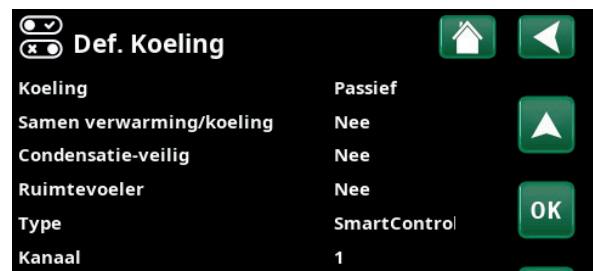 Def. Koeling
Koeling Passief
Samen verwarming/koeling Nee
Condensatie-veilig Nee
Ruimtevoeler Nee
Type SmartControl
OK
Kanaal 1